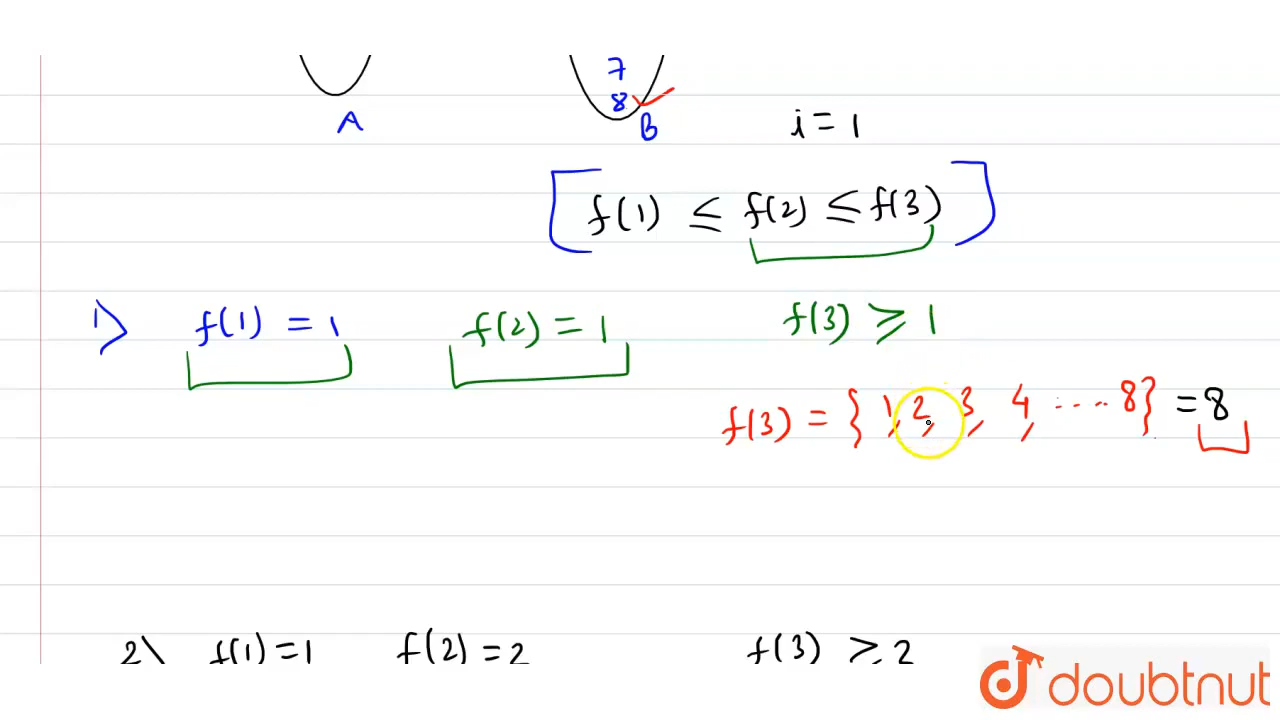 7
8
A
B
i = 1
f(1) ≤ f(2) ≤ f(3)
1) f(1) = 1 f(2) = 1 f(3) ≥ 1
f(3) = { 1, 2, 3, 4, .... 8} = 8
2) f(1) = 1 f(2) = 2 f(3) ≥ 2
doubtnut